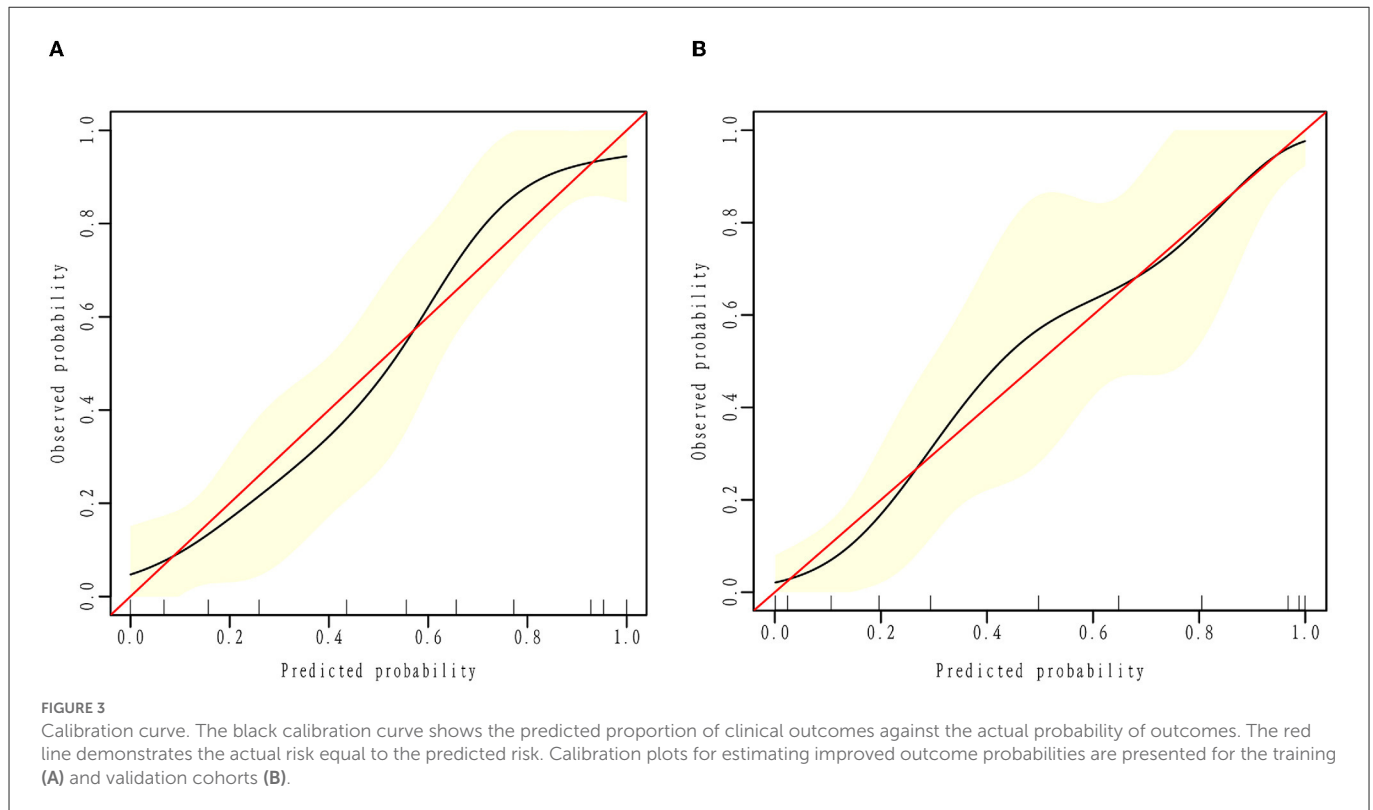 A
B
Observed probability
0.0 0.2 0.4 0.6 0.8 1.0
0.0 0.2 0.4 0.6 0.8 1.0
Predicted probability
Observed probability
0.0 0.2 0.4 0.6 0.8 1.0
0.0 0.2 0.4 0.6 0.8 1.0
Predicted probability
FIGURE 3
Calibration curve. The black calibration curve shows the predicted proportion of clinical outcomes against the actual probability of outcomes. The red
line demonstrates the actual risk equal to the predicted risk. Calibration plots for estimating improved outcome probabilities are presented for the training
(A) and validation cohorts (B).